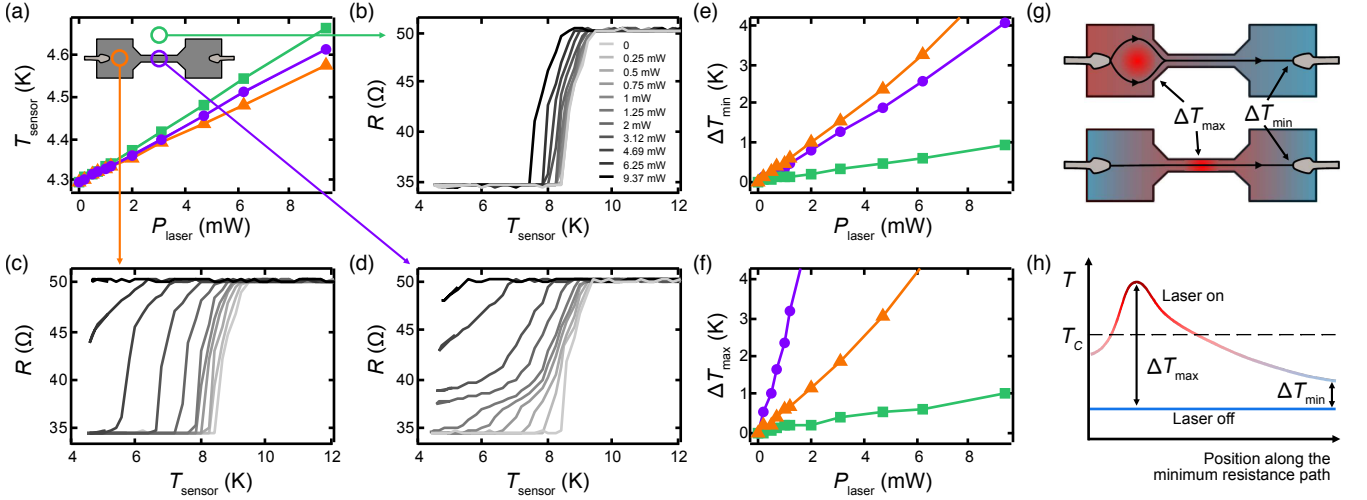 (a)
T_sensor (K)
4.6
4.5
4.4
4.3
0 2 4 6 8
P_laser (mW)
(b)
R (Ω)
50
45
40
35
0
0.25 mW
0.5 mW
0.75 mW
1 mW
1.25 mW
2 mW
3.12 mW
4.69 mW
6.25 mW
9.37 mW
4 6 8 10 12
T_sensor (K)
(e)
ΔT_min (K)
4
3
2
1
0
0 2 4 6 8
P_laser (mW)
(g)
ΔT_max
ΔT_min
(c)
R (Ω)
50
45
40
35
4 6 8 10 12
T_sensor (K)
(d)
R (Ω)
50
45
40
35
4 6 8 10 12
T_sensor (K)
(f)
ΔT_max (K)
4
3
2
1
0
0 2 4 6 8
P_laser (mW)
(h)
T
Laser on
T_C
ΔT_max
ΔT_min
Laser off
Position along the
minimum resistance path